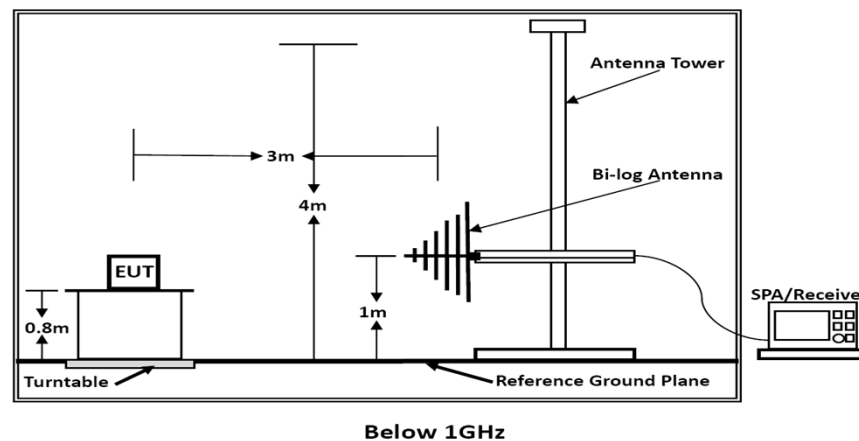 Antenna Tower
3m
Bi-log Antenna
4m
EUT
SPA/Receive
0.8m
1m
Turntable
Reference Ground Plane
Below 1GHz